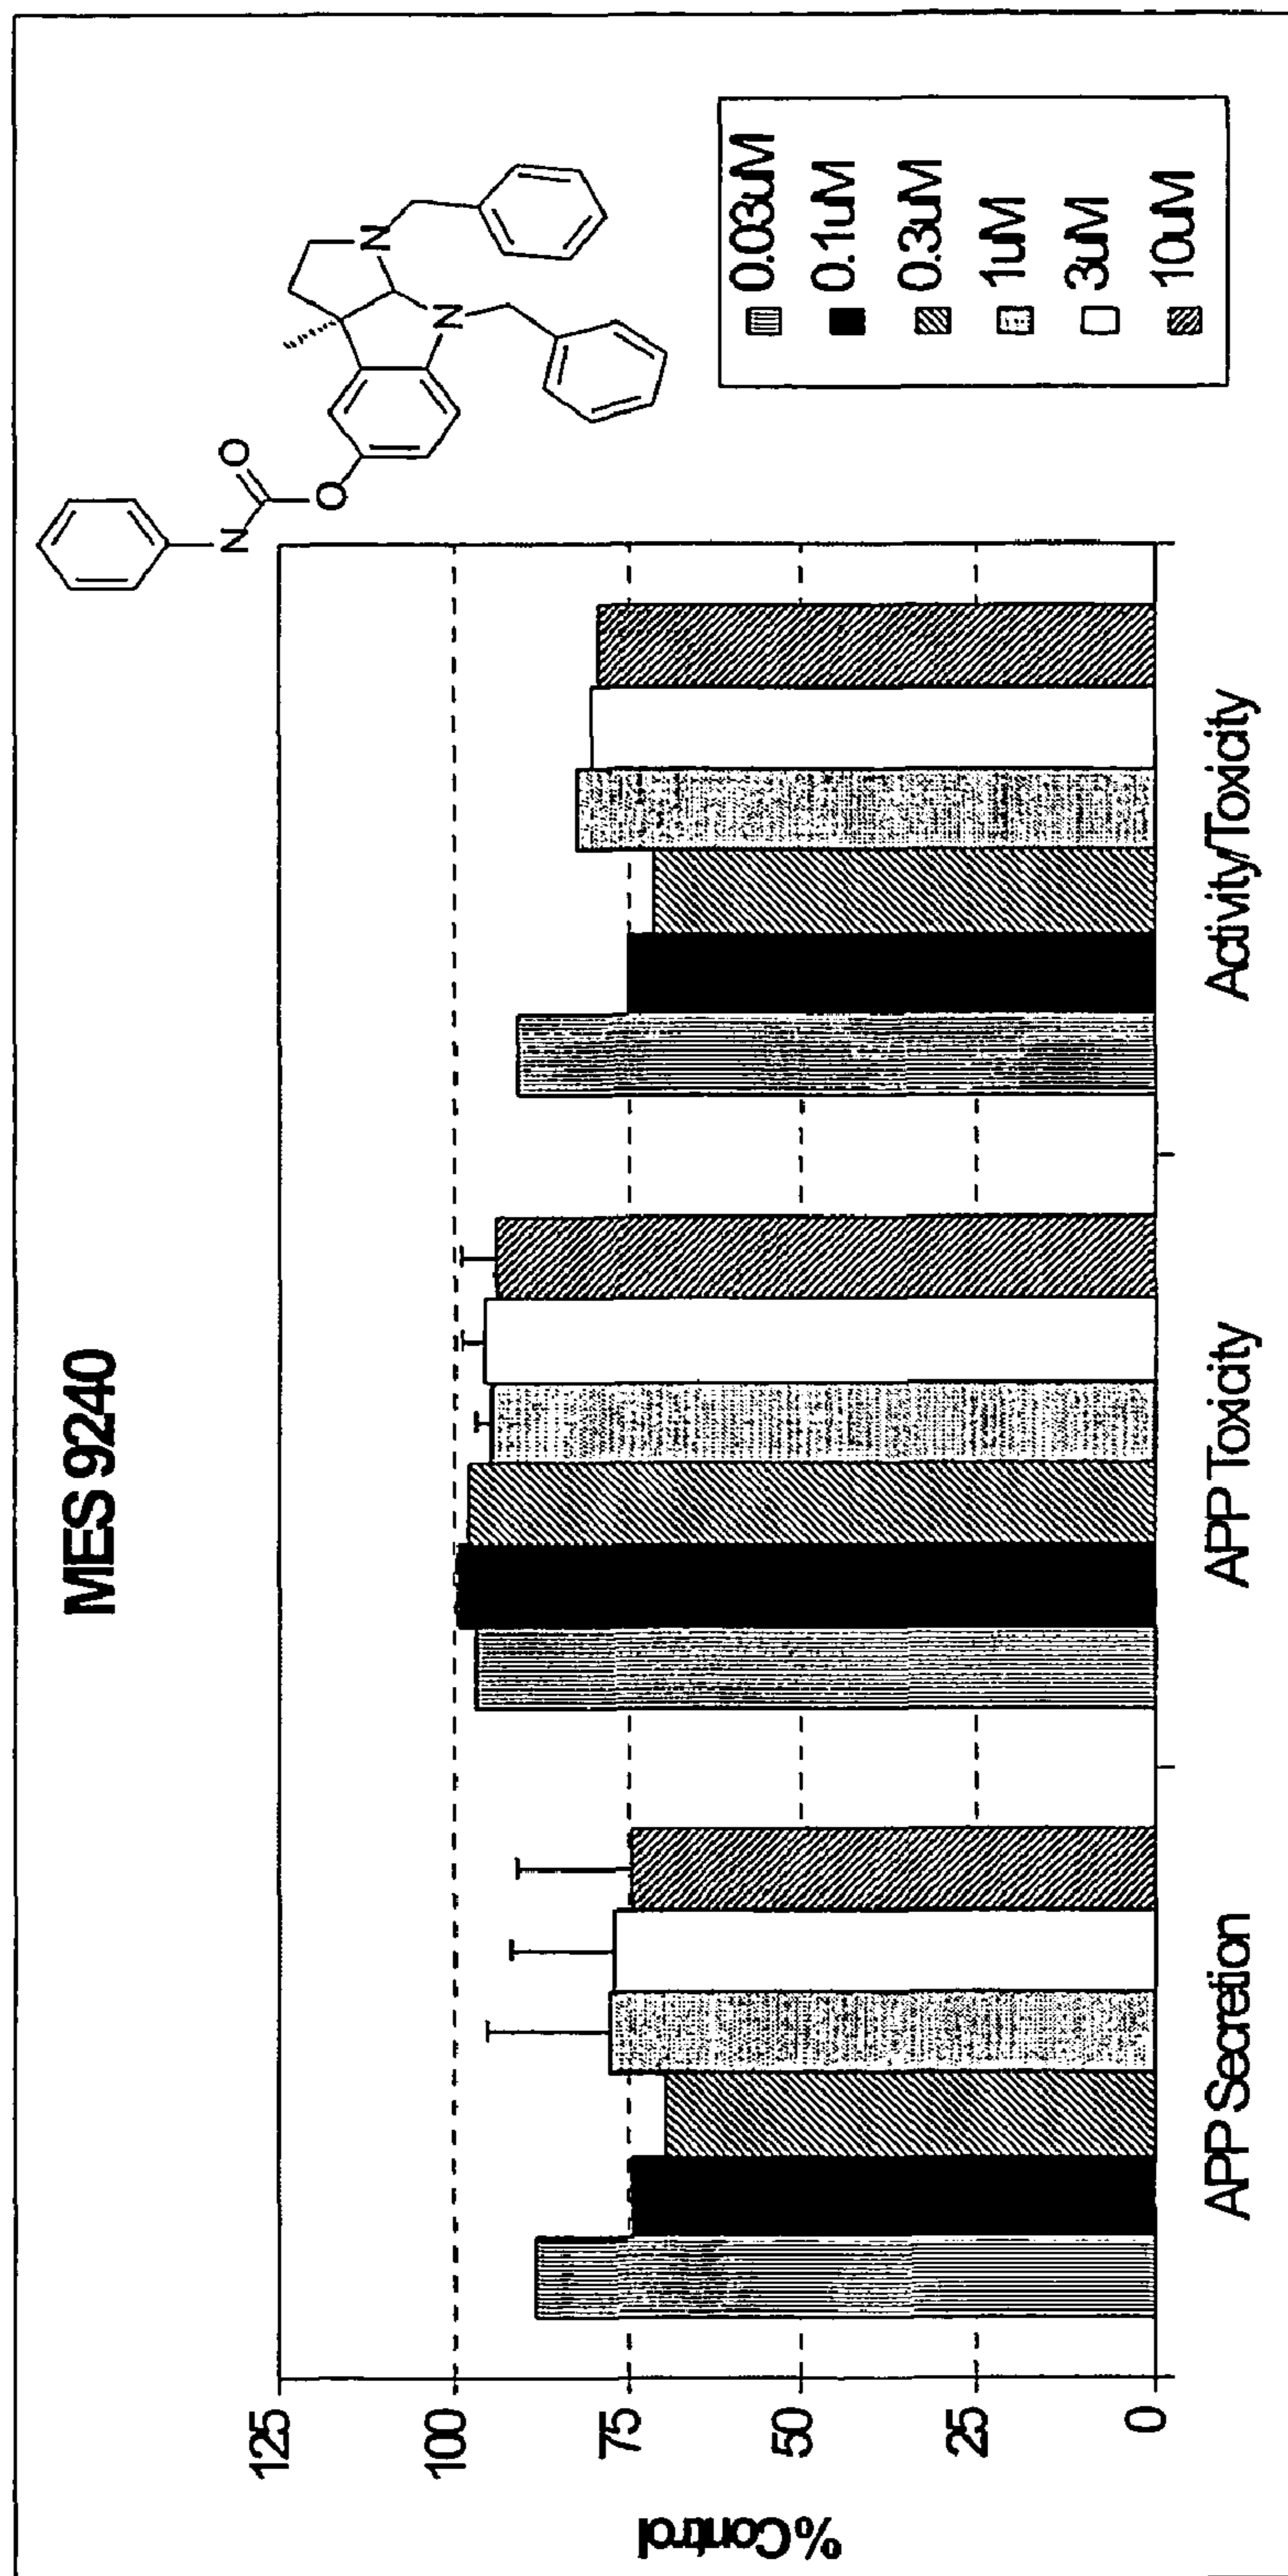 MES 9240
% Control
125
100
75
50
25
0
APP Secretion
APP Toxicity
Activity/Toxicity
0.03uM
0.1uM
0.3uM
1uM
3uM
10uM
N
O
O
N
N